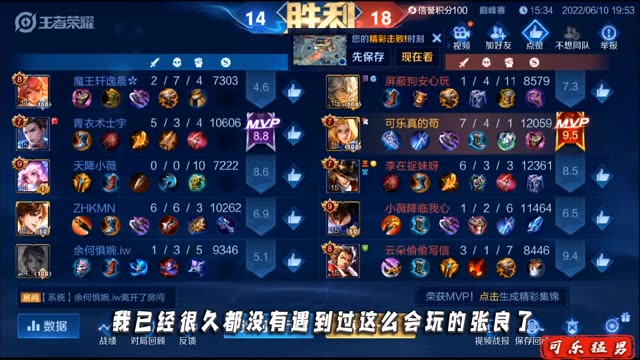 王者荣耀
14 胜利 18
信誉积分100 巅峰赛 15:34 2022/06/10 19:53
您的精彩击败!时刻
先保存 现在看
视频 加好友 点赞 不想同队 举报
魔王轩逸晨 2 / 7 / 4 7303 4.6
屏蔽狗安心玩 1 / 4 / 11 8579 7.3
青衣术士宇 5 / 4 / 3 10606 MVP 8.8
可乐真的苟 7 / 4 / 1 12059 MVP 9.5
天降小薇 0 / 0 / 10 7222 8.6
李在捉妹呀 6 / 3 / 3 12361 8.5
ZHKMN 6 / 6 / 3 10262 6.9
小薇降临我心 1 / 2 / 6 11464 6.5
余何惧婉.iw 1 / 3 / 5 9346 5.1
云朵偷偷写信 3 / 1 / 7 8446 9.4
房间 【系统】余何惧婉.iw离开了房间
荣获MVP！点击生成精彩集锦
数据 战绩 对局回顾 反馈 视频战报
我已经很久都没有遇到过这么会玩的张良了
可乐猛男